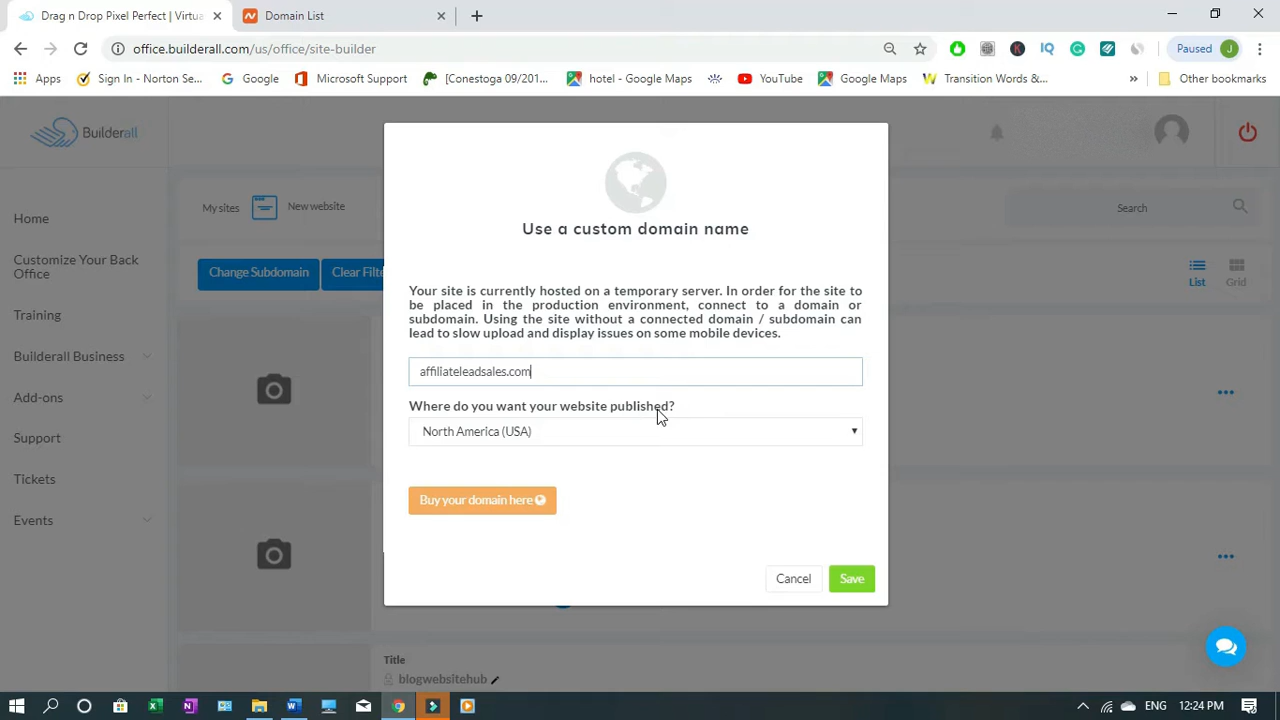 Drag n Drop Pixel Perfect | Virtua
Domain List
office.builderall.com/us/office/site-builder
Paused
J
Apps
Sign In - Norton Se...
Google
Microsoft Support
[Conestoga 09/201...
hotel - Google Maps
YouTube
Google Maps
Transition Words &...
Other bookmarks
Builderall
Home
Customize Your Back
Office
Training
Builderall Business
Add-ons
Support
Tickets
Events
My sites
New website
Search
Change Subdomain
Clear Filte
List
Grid
Use a custom domain name
Your site is currently hosted on a temporary server. In order for the site to
be placed in the production environment, connect to a domain or
subdomain. Using the site without a connected domain / subdomain can
lead to slow upload and display issues on some mobile devices.
affiliateleadsales.com
Where do you want your website published?
North America (USA)
Buy your domain here
Cancel
Save
Title
blogwebsitehub
ENG
12:24 PM